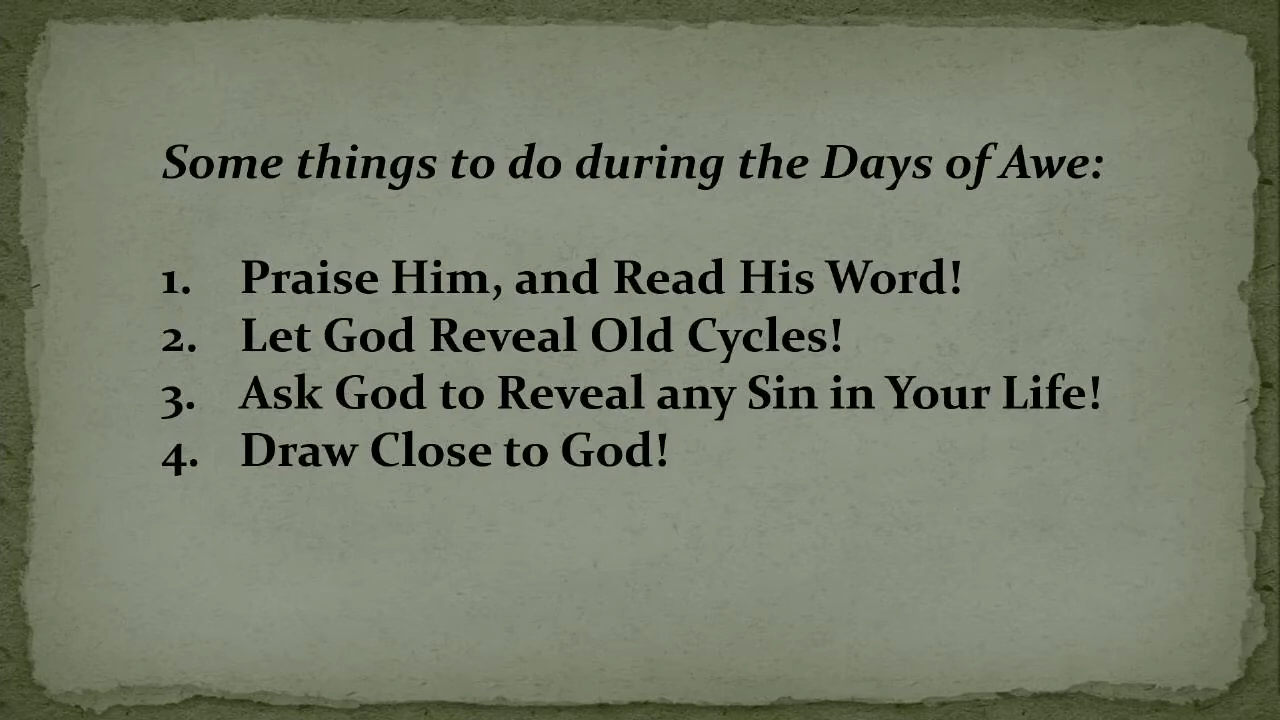 Some things to do during the Days of Awe:
1. Praise Him, and Read His Word!
2. Let God Reveal Old Cycles!
3. Ask God to Reveal any Sin in Your Life!
4. Draw Close to God!